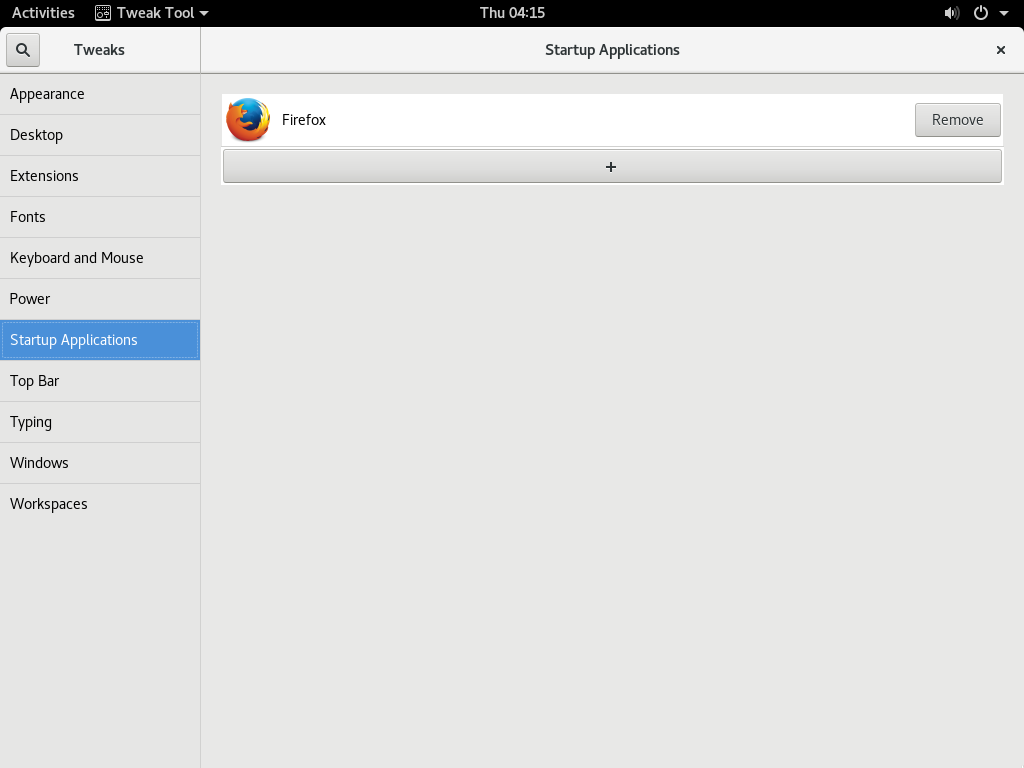 Activities Tweak Tool Thu 04:15
Tweaks Startup Applications
Appearance
Firefox Remove
Desktop
Extensions
Fonts
Keyboard and Mouse
Power
Startup Applications
Top Bar
Typing
Windows
Workspaces